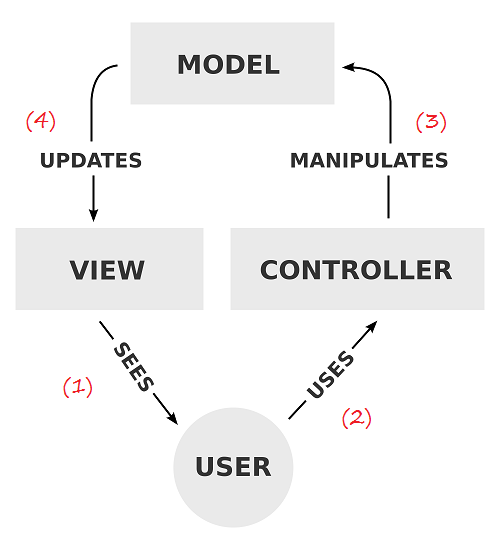 MODEL
(4)
(3)
UPDATES
MANIPULATES
VIEW
CONTROLLER
SEES
USES
(1)
(2)
USER